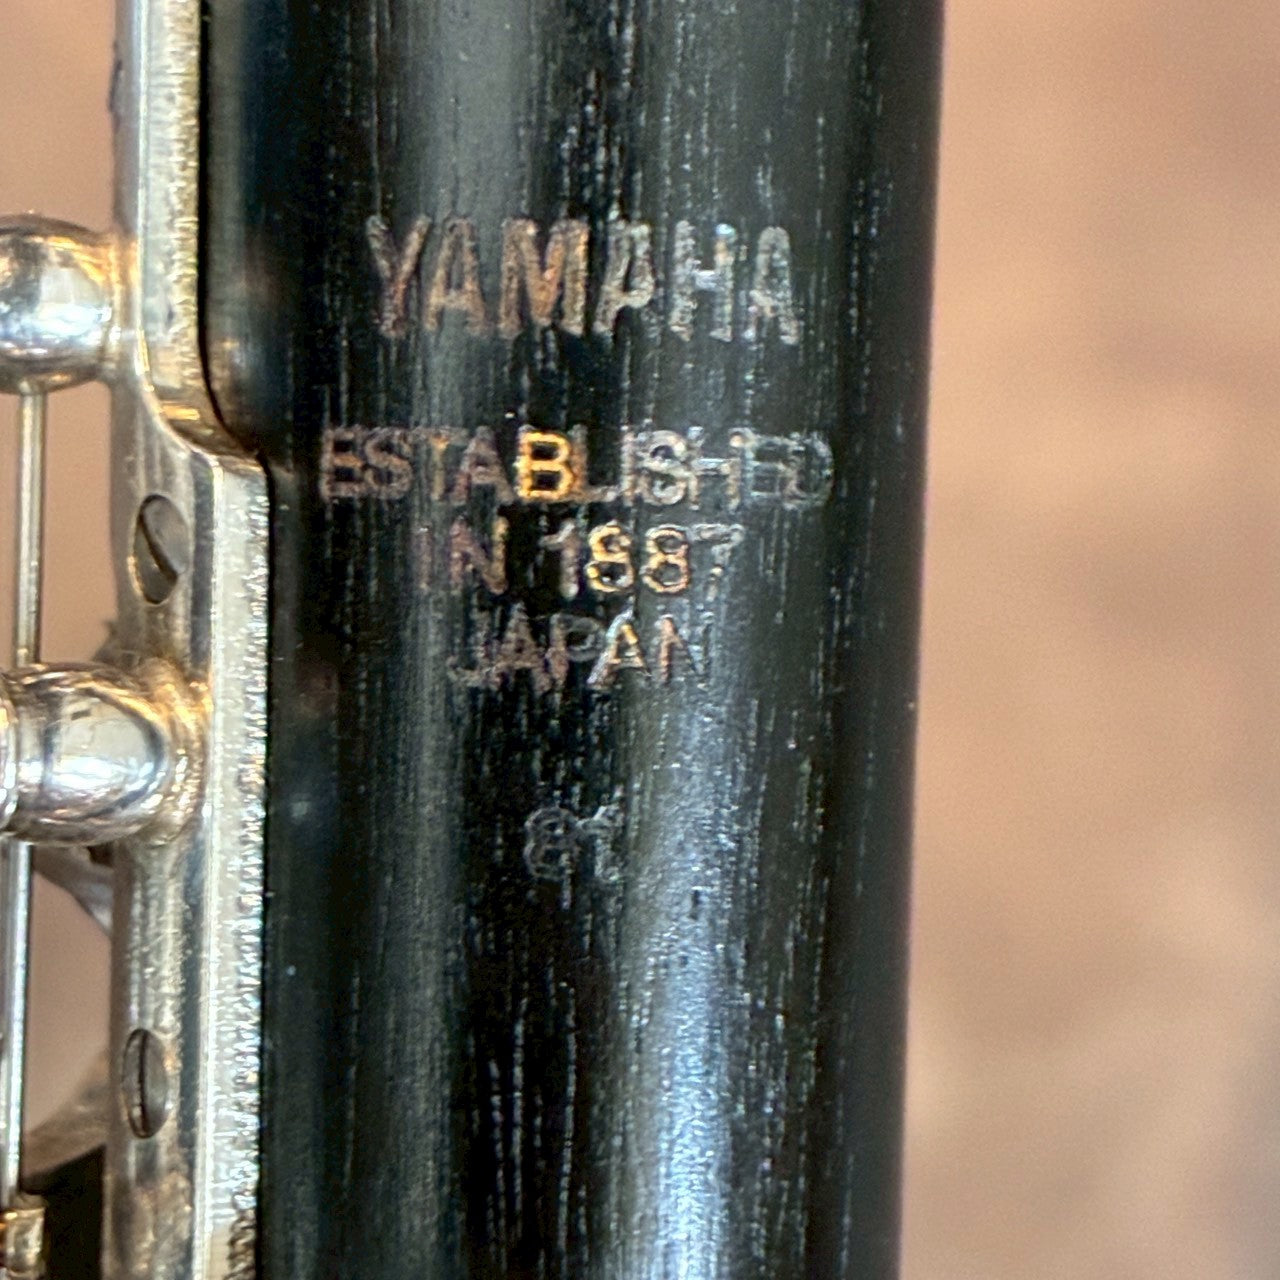 YAMAHA
ESTABLISHED
IN 1887
JAPAN